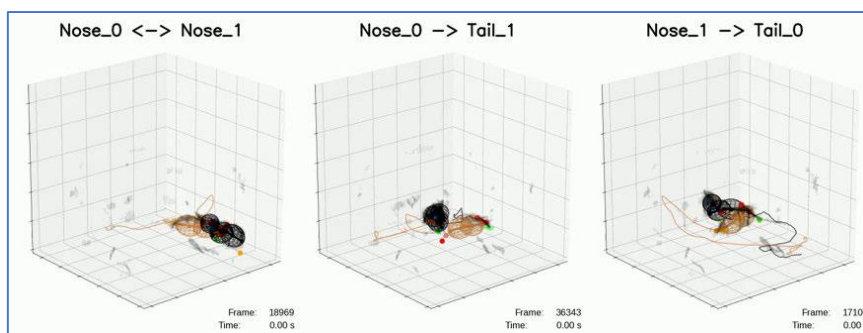 Nose_0 <-> Nose_1
Nose_0 -> Tail_1
Nose_1 -> Tail_0
Frame: 18969
Time: 0.00 s
Frame: 36343
Time: 0.00 s
Frame: 1710
Time: 0.00